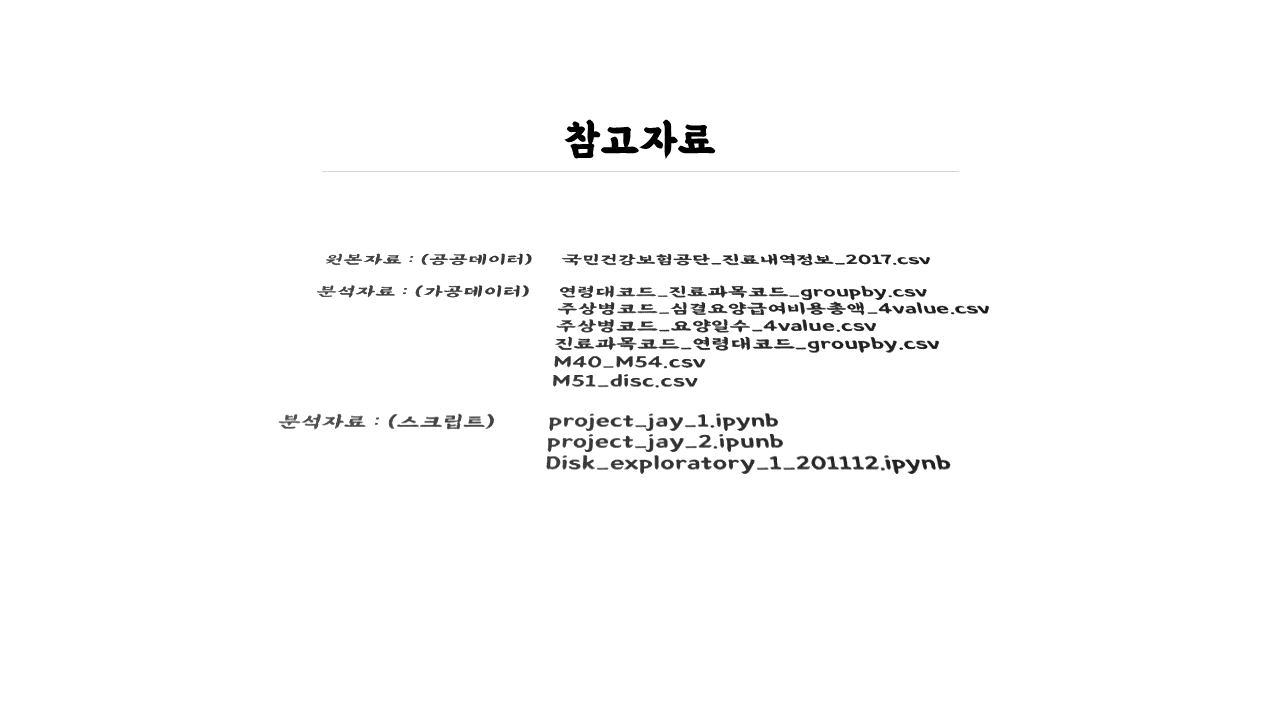 참고자료
원본자료 : (공공데이터) 국민건강보험공단_진료내역정보_2017.csv
분석자료 : (가공데이터) 연령대코드_진료과목코드_groupby.csv
주상병코드_심결요양급여비용총액_4value.csv
주상병코드_요양일수_4value.csv
진료과목코드_연령대코드_groupby.csv
M40_M54.csv
M51_disc.csv
분석자료 : (스크립트) project_jay_1.ipynb
project_jay_2.ipunb
Disk_exploratory_1_201112.ipynb